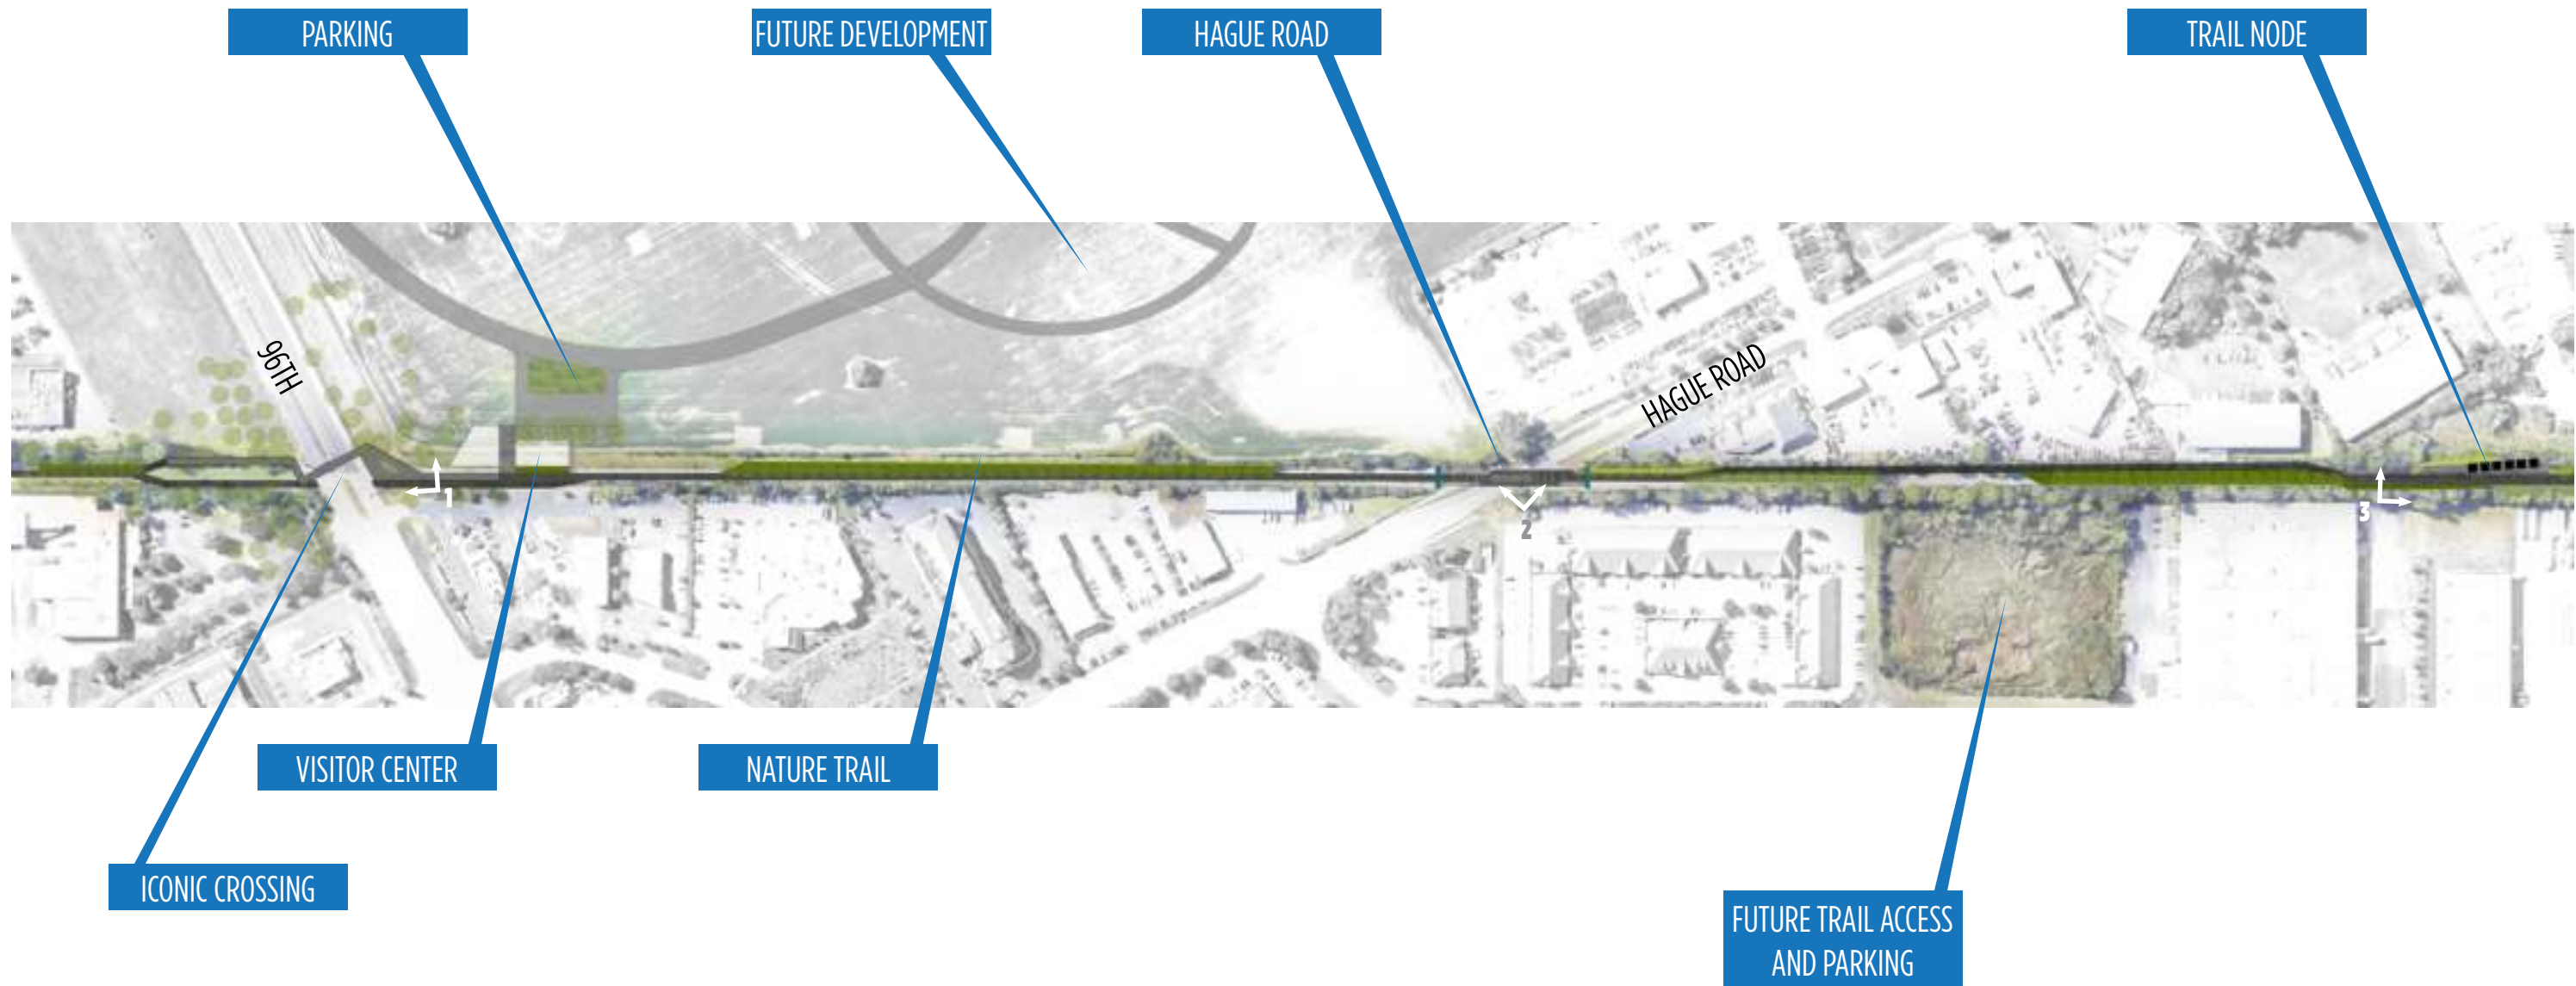 PARKING
FUTURE DEVELOPMENT
HAGUE ROAD
TRAIL NODE
96TH
HAGUE ROAD
1
2
3
VISITOR CENTER
NATURE TRAIL
ICONIC CROSSING
FUTURE TRAIL ACCESS
AND PARKING